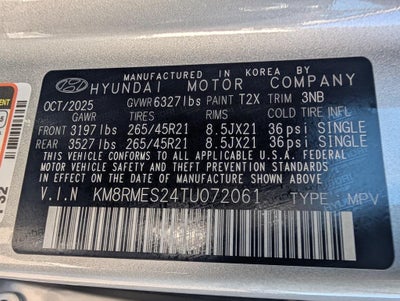 MANUFACTURED IN KOREA BY
HYUNDAI MOTOR COMPANY
OCT/2025 GVWR 6327lbs PAINT T2X TRIM 3NB
GAWR TIRES RIMS COLD TIRE INFL
FRONT 3197lbs 265/45R21 8.5JX21 36psi SINGLE
REAR 3527lbs 265/45R21 8.5JX21 36psi SINGLE
THIS VEHICLE CONFORMS TO ALL APPLICABLE U.S.A. FEDERAL
MOTOR VEHICLE SAFETY, BUMPER, AND THEFT PREVENTION STANDARDS
IN EFFECT ON THE DATE OF MANUFACTURE SHOWN ABOVE.
V.I.N KM8RMES24TU072061 TYPE: MPV